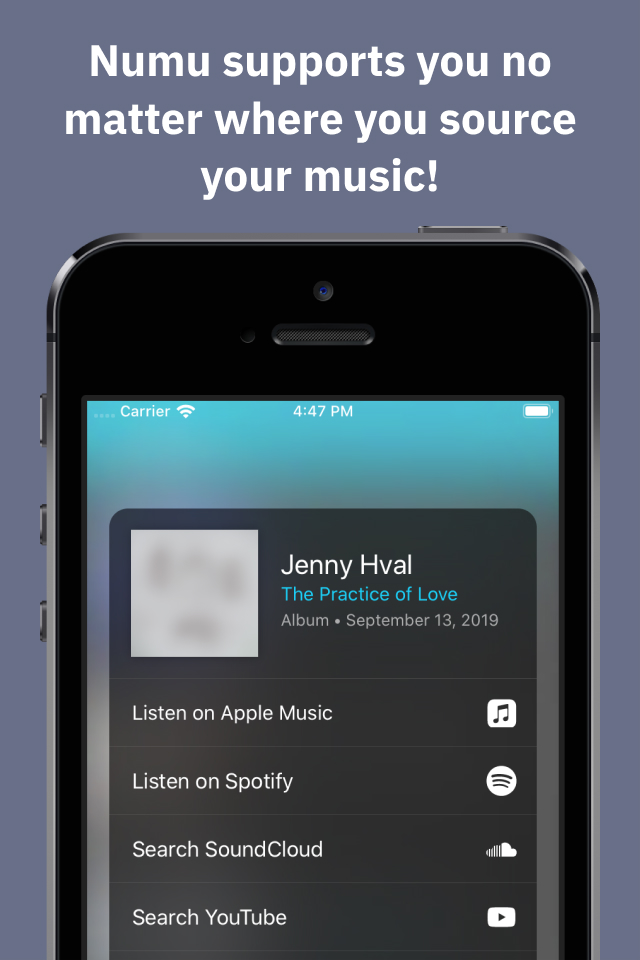 Numu supports you no
matter where you source
your music!
Carrier 4:47 PM
Jenny Hval
The Practice of Love
Album • September 13, 2019
Listen on Apple Music
Listen on Spotify
Search SoundCloud
Search YouTube